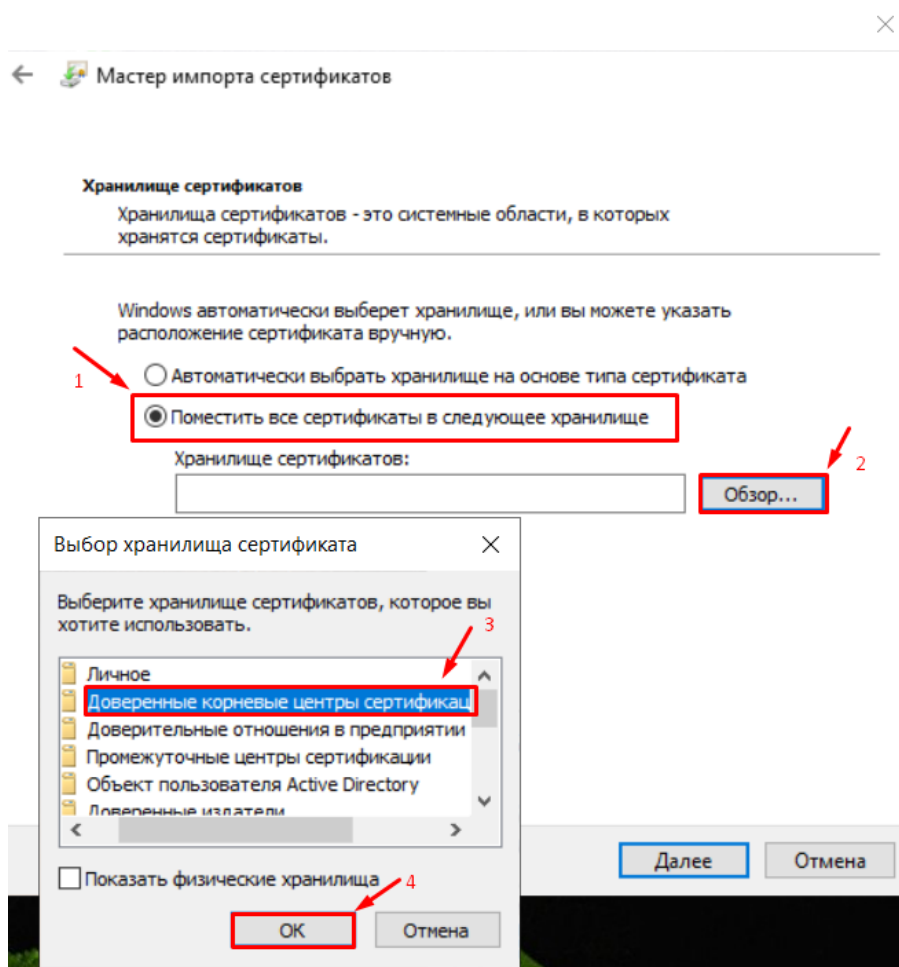 Мастер импорта сертификатов
Хранилище сертификатов
Хранилища сертификатов - это системные области, в которых
хранятся сертификаты.
Windows автоматически выберет хранилище, или вы можете указать
расположение сертификата вручную.
1
Автоматически выбрать хранилище на основе типа сертификата
Поместить все сертификаты в следующее хранилище
Хранилище сертификатов:
2
Обзор...
Выбор хранилища сертификата
Выберите хранилище сертификатов, которое вы
хотите использовать.
3
Личное
Доверенные корневые центры сертификац
Доверительные отношения в предприятии
Промежуточные центры сертификации
Объект пользователя Active Directory
Доверенные издатели
Далее Отмена
Показать физические хранилища
4
ОК Отмена